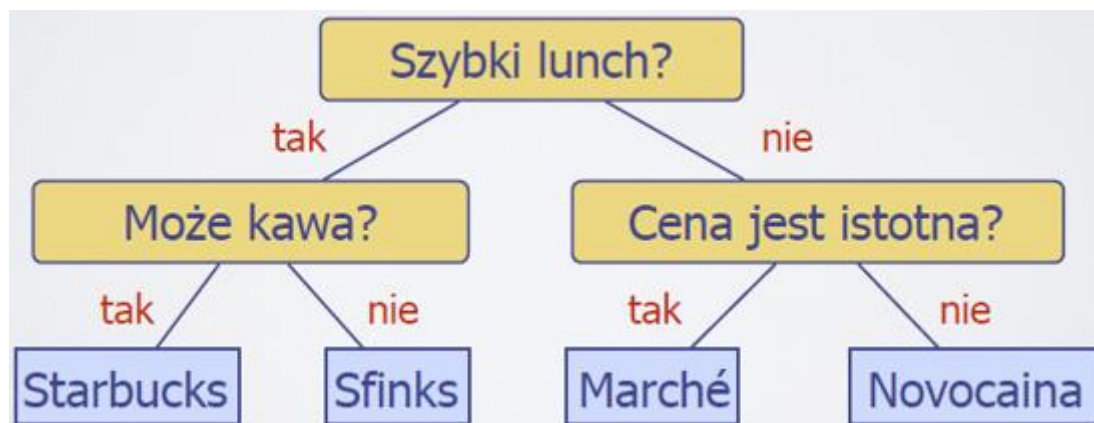 Szybki lunch?
tak
nie
Może kawa?
Cena jest istotna?
tak
nie
tak
nie
Starbucks
Sfinks
Marché
Novocaina